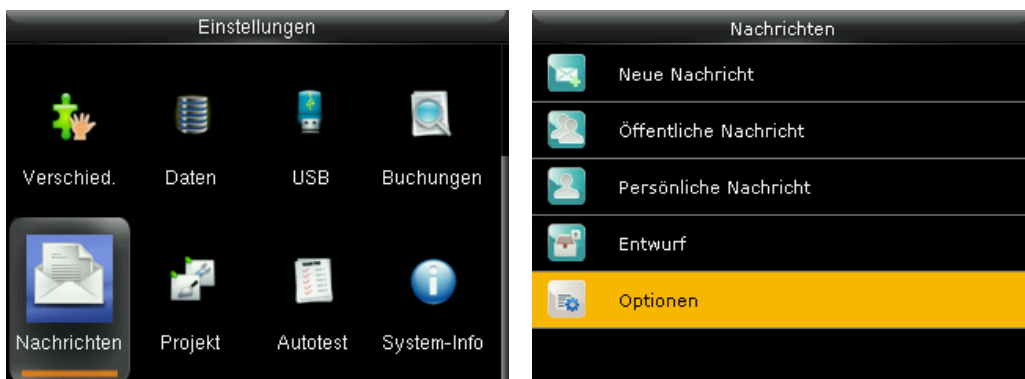 Einstellungen
Verschied. Daten USB Buchungen
Nachrichten Projekt Autotest System-Info
Nachrichten
Neue Nachricht
Öffentliche Nachricht
Persönliche Nachricht
Entwurf
Optionen